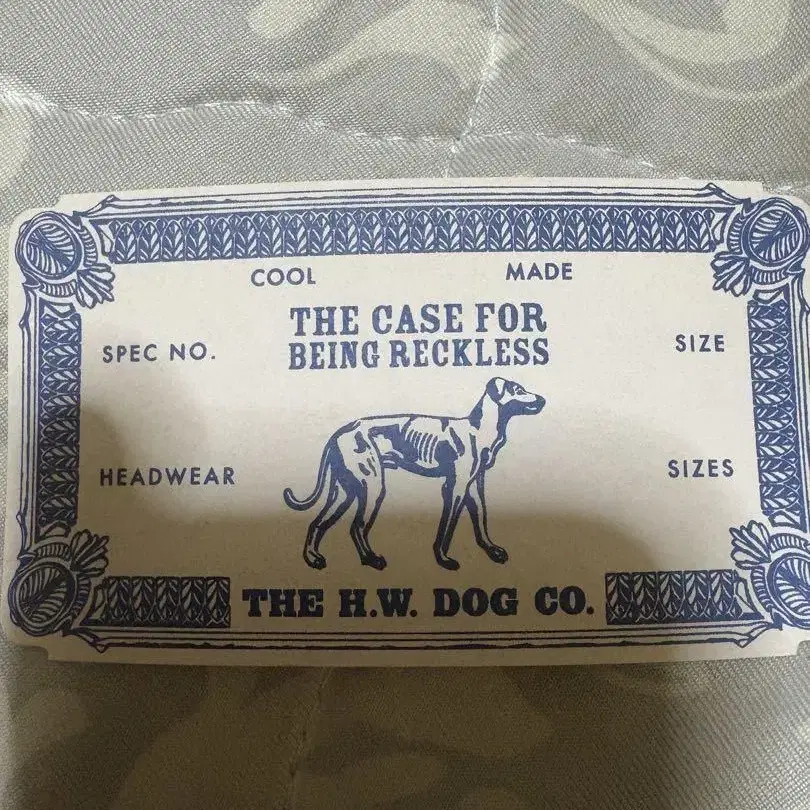 COOL MADE
THE CASE FOR
BEING RECKLESS
SPEC NO. SIZE
HEADWEAR SIZES
THE H.W. DOG CO.